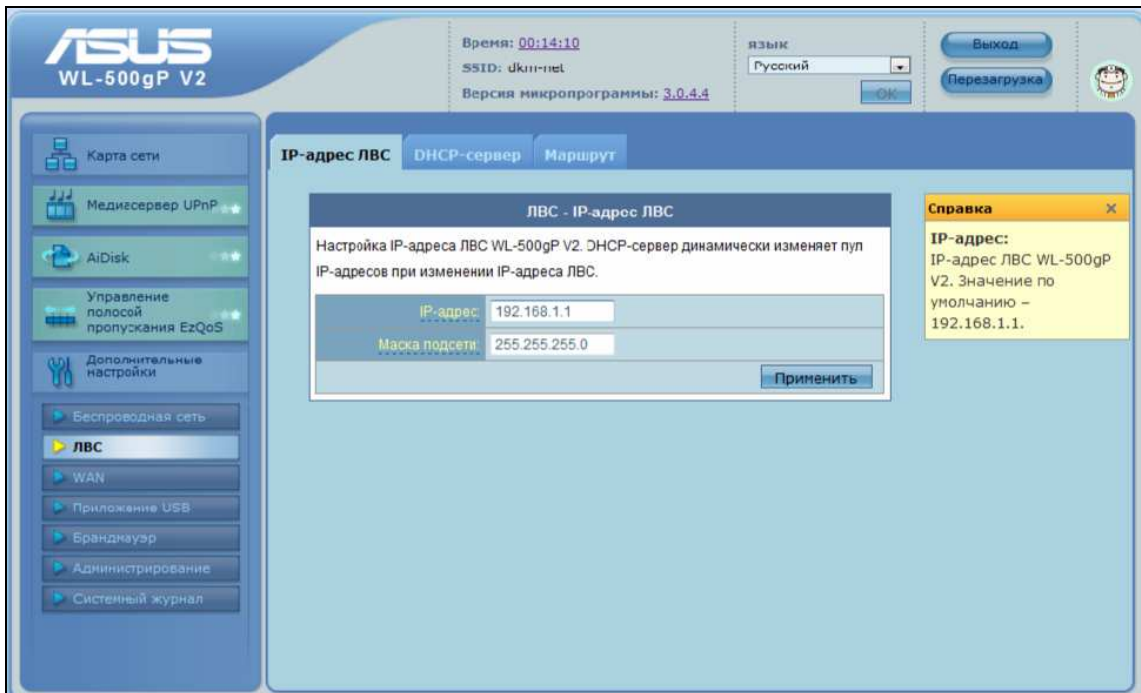 ASUS
WL-500gP V2
Время: 00:14:10
SSID: dkm-net
Версия микропрограммы: 3.0.4.4
язык
Русский
OK
Выход
Перезагрузка
Карта сети
Медиасервер UPnP
AiDisk
Управление
полосой
пропускания EzQoS
Дополнительные
настройки
Беспроводная сеть
ЛВС
WAN
Приложение USB
Брандмауэр
Администрирование
Системный журнал
IP-адрес ЛВС
DHCP-сервер
Маршрут
ЛВС - IP-адрес ЛВС
Настройка IP-адреса ЛВС WL-500gP V2. DHCP-сервер динамически изменяет пул
IP-адресов при изменении IP-адреса ЛВС.
IP-адрес: 192.168.1.1
Маска подсети: 255.255.255.0
Применить
Справка x
IP-адрес:
IP-адрес ЛВС WL-500gP
V2. Значение по
умолчанию –
192.168.1.1.